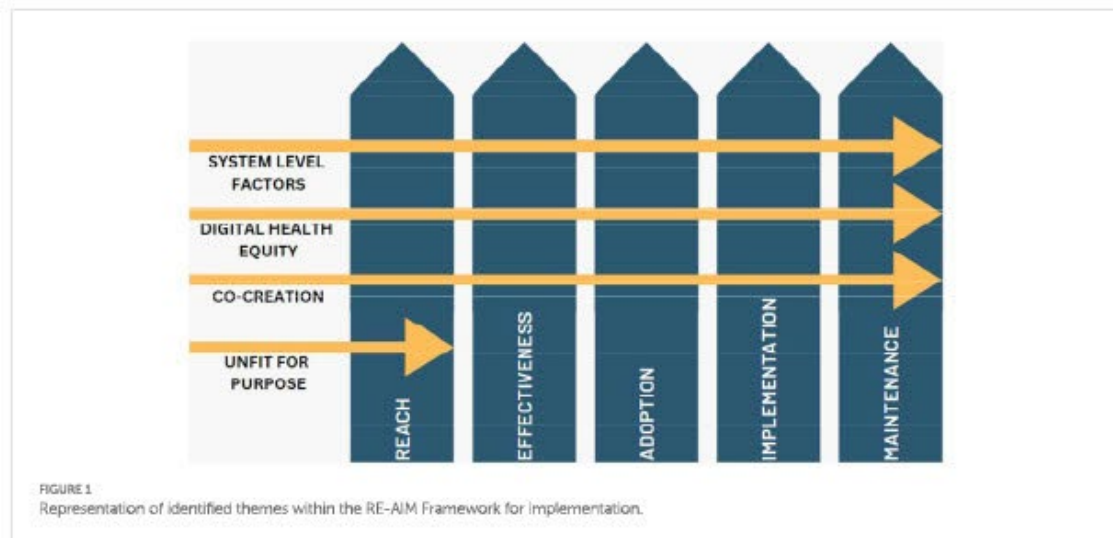 SYSTEM LEVEL
FACTORS
DIGITAL HEALTH
EQUITY
CO-CREATION
UNFIT FOR
PURPOSE
REACH
EFFECTIVENESS
ADOPTION
IMPLEMENTATION
MAINTENANCE
FIGURE 1
Representation of identified themes within the RE-AIM Framework for implementation.